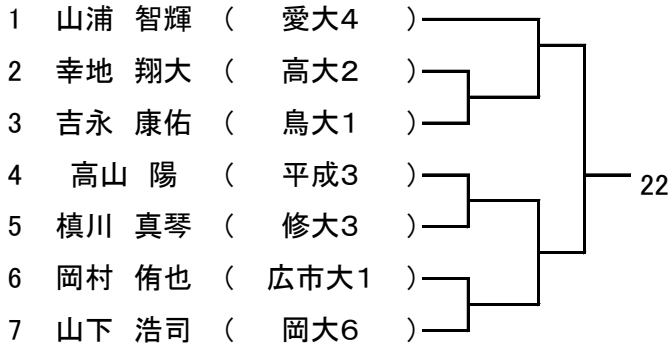 1 山浦 智輝 ( 愛大4 )
2 幸地 翔大 ( 高大2 )
3 吉永 康佑 ( 鳥大1 )
4 高山 陽 ( 平成3 )
5 槙川 真琴 ( 修大3 )
6 岡村 侑也 ( 広市大1 )
7 山下 浩司 ( 岡大6 )
22